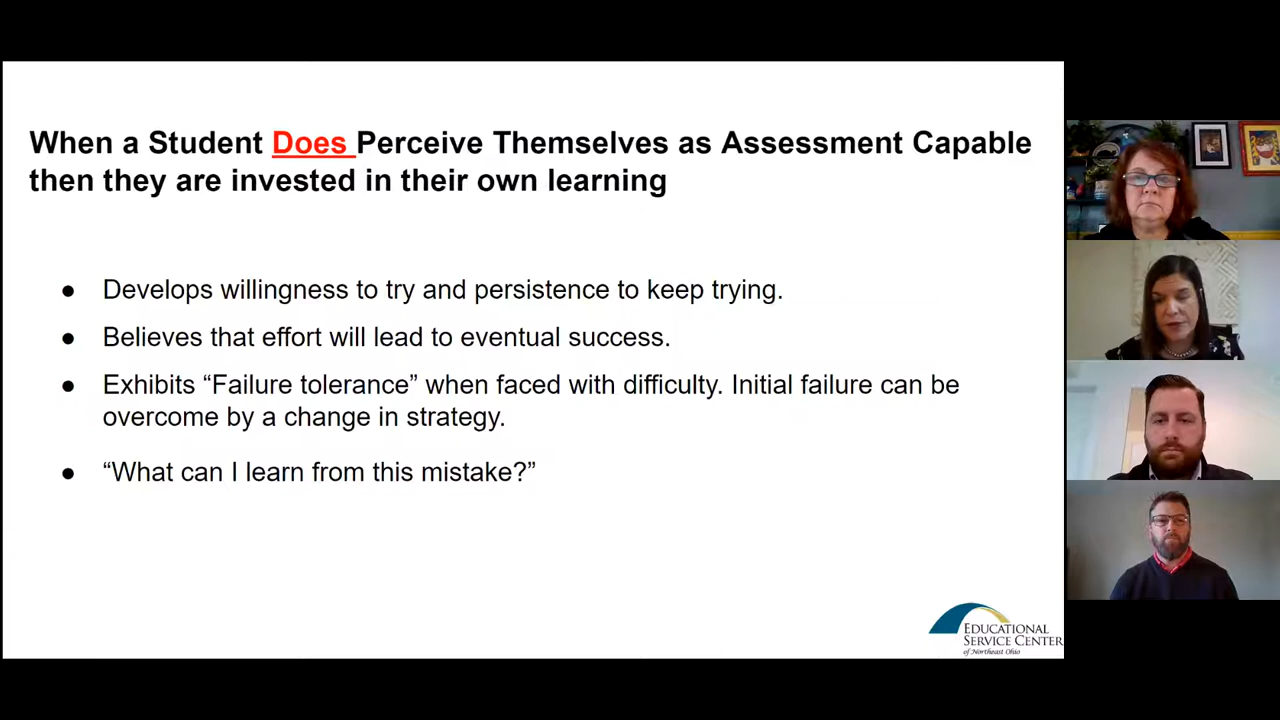 When a Student Does Perceive Themselves as Assessment Capable
then they are invested in their own learning
● Develops willingness to try and persistence to keep trying.
● Believes that effort will lead to eventual success.
● Exhibits “Failure tolerance” when faced with difficulty. Initial failure can be
overcome by a change in strategy.
● “What can I learn from this mistake?”
EDUCATIONAL
SERVICE CENTER
of Northeast Ohio